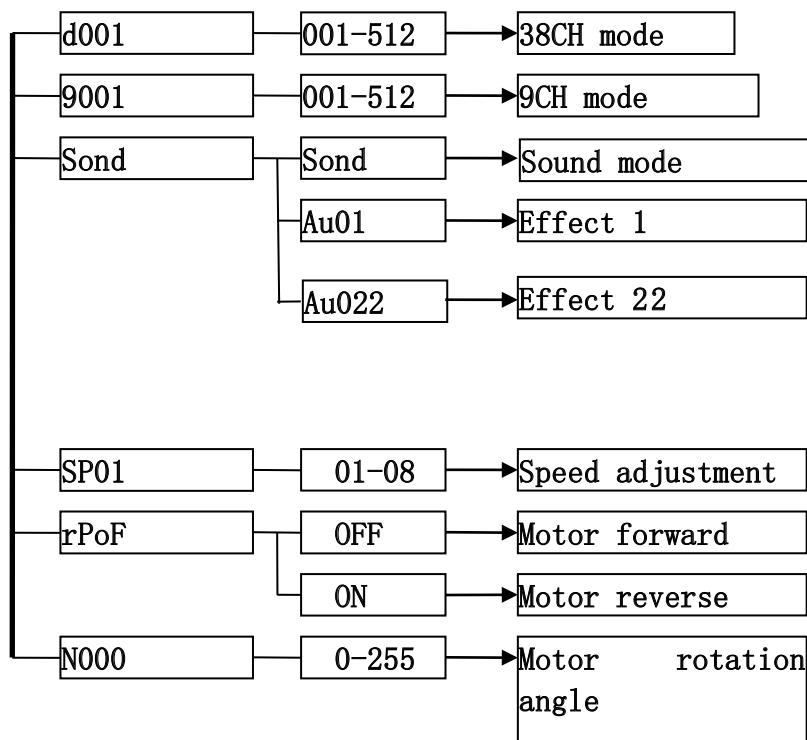 d001 001-512 38CH mode
9001 001-512 9CH mode
Sond Sond Sound mode
Au01 Effect 1
Au022 Effect 22
SP01 01-08 Speed adjustment
rPoF OFF Motor forward
ON Motor reverse
N000 0-255 Motor rotation
angle